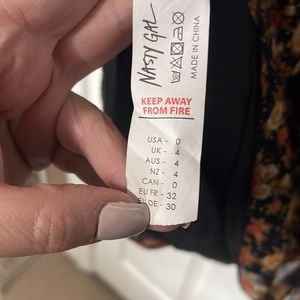 NASTY GAL
MADE IN CHINA
KEEP AWAY
FROM FIRE
USA - 0
UK - 4
AUS - 4
NZ - 4
CAN - 0
EU FR - 32
EU DE - 30